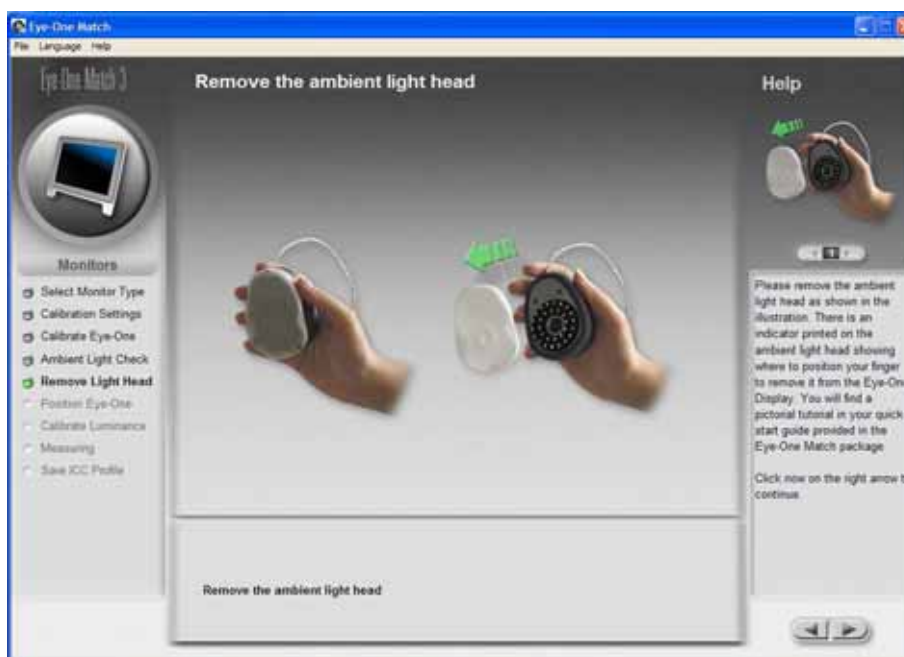 Eye-One Match
File Language Help
Eye-One Match 3
Remove the ambient light head
Help
Monitors
Select Monitor Type
Calibration Settings
Calibrate Eye-One
Ambient Light Check
Remove Light Head
Position Eye-One
Calibrate Luminance
Measuring
Save ICC Profile
1
Please remove the ambient
light head as shown in the
illustration. There is an
indicator printed on the
ambient light head showing
where to position your finger
to remove it from the Eye-One
Display. You will find a
pictorial tutorial in your quick
start guide provided in the
Eye-One Match package
Click now on the right arrow t
continue.
Remove the ambient light head